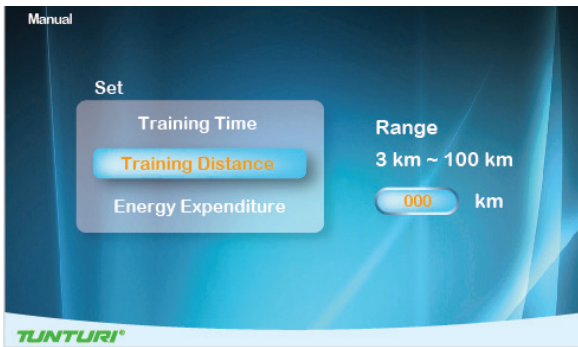 Manual
Set
Training Time
Training Distance
Energy Expenditure
Range
3 km ~ 100 km
000 km
TUNTURI®